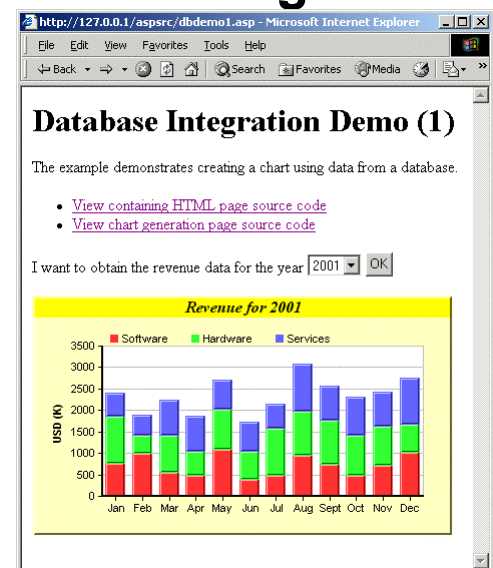 http://127.0.0.1/aspsrc/dbdemo1.asp - Microsoft Internet Explorer
File Edit View Favorites Tools Help
Back Search Favorites Media »
Database Integration Demo (1)
The example demonstrates creating a chart using data from a database.
• View containing HTML page source code
• View chart generation page source code
I want to obtain the revenue data for the year 2001 OK
Revenue for 2001
Software Hardware Services
3500
3000
2500
2000
1500
1000
500
0
USD (K)
Jan Feb Mar Apr May Jun Jul Aug Sept Oct Nov Dec